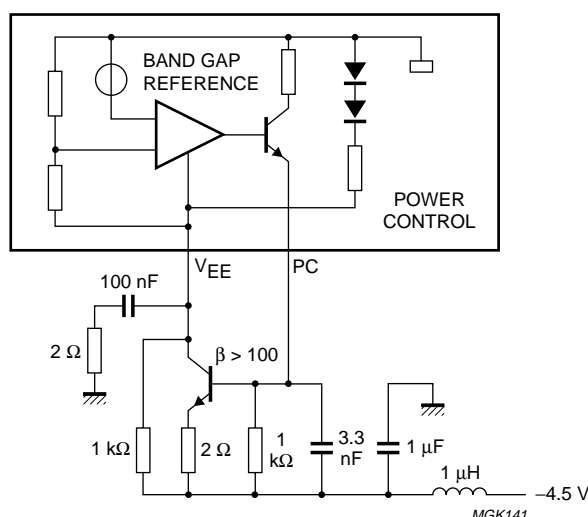 BAND GAP
REFERENCE
POWER
CONTROL
VEE
PC
100 nF
2 Ω
β > 100
1 kΩ
2 Ω
1
kΩ
3.3
nF
1 μF
1 μH
−4.5 V
MGK141